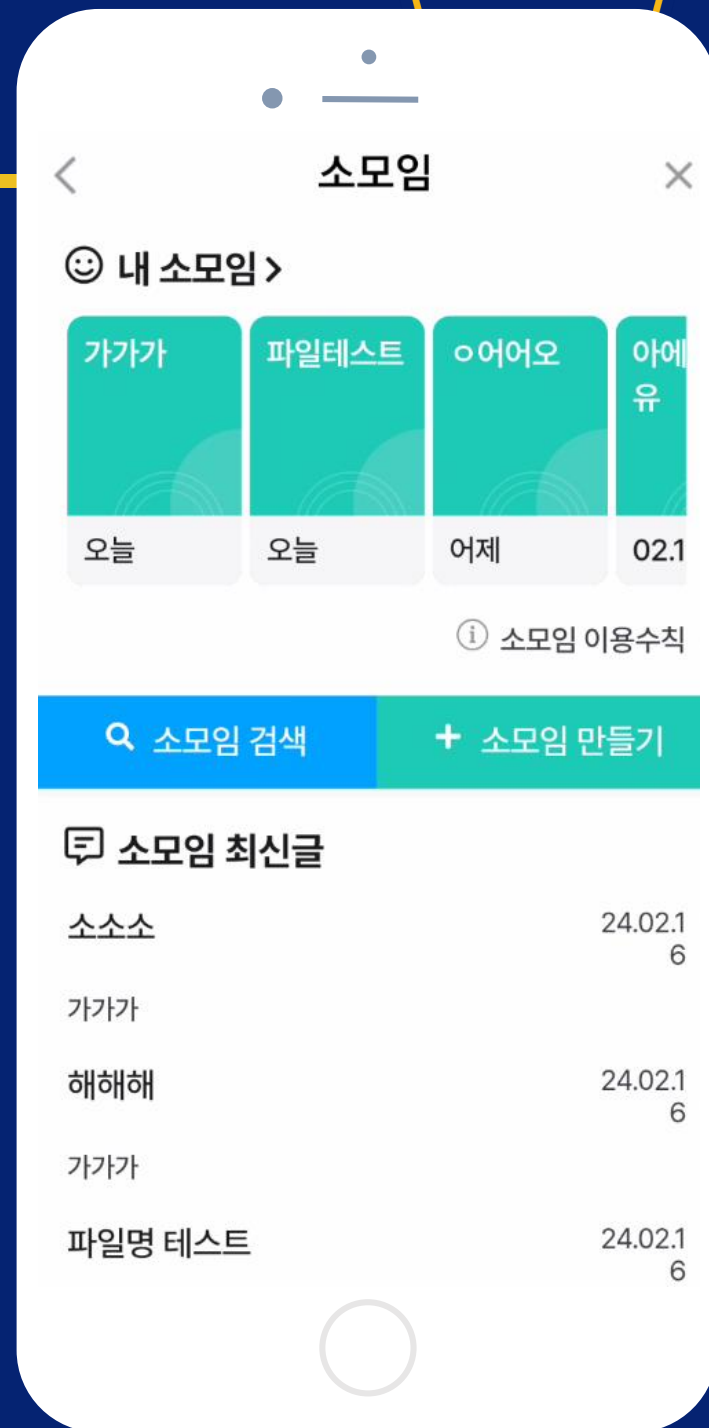 소모임
내 소모임
가가가
파일테스트
ㅇ어어오
아에
유
오늘
오늘
어제
02.1
소모임 이용수칙
소모임 검색
+ 소모임 만들기
소모임 최신글
소소소
24.02.1
6
가가가
해해해
24.02.1
6
가가가
파일명 테스트
24.02.1
6